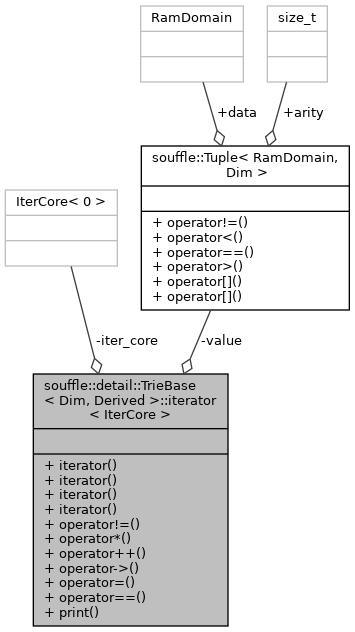 RamDomain
size_t
+data
+arity
souffle::Tuple< RamDomain,
Dim >
+ operator!=()
+ operator<()
+ operator==()
+ operator>()
+ operator[]()
+ operator[]()
IterCore< 0 >
-iter_core
-value
souffle::detail::TrieBase
< Dim, Derived >::iterator
< IterCore >
+ iterator()
+ iterator()
+ iterator()
+ iterator()
+ operator!=()
+ operator*()
+ operator++()
+ operator->()
+ operator=()
+ operator==()
+ print()